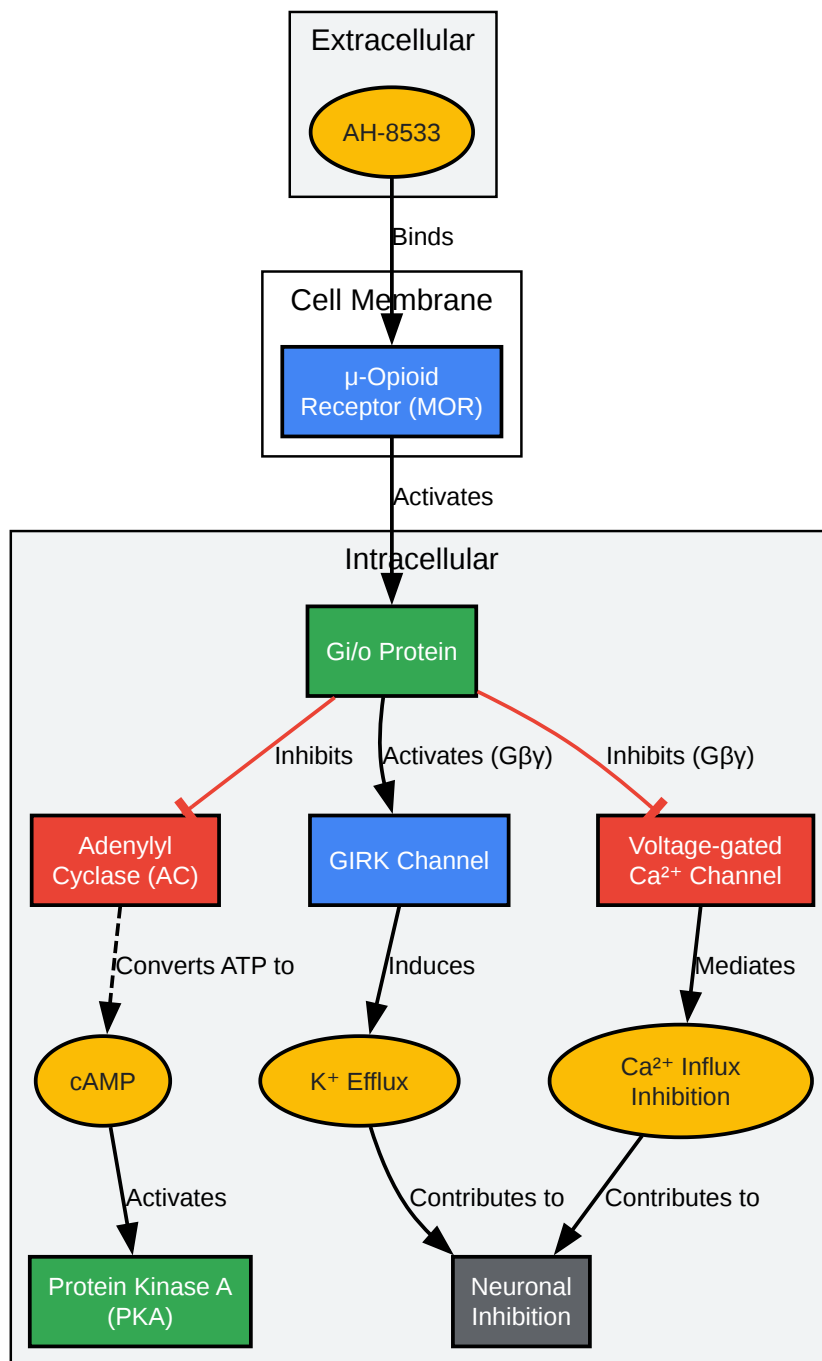 Extracellular
AH-8533
Binds
Cell Membrane
μ-Opioid
Receptor (MOR)
Activates
Intracellular
Gi/o Protein
Inhibits
Activates (Gβγ)
Inhibits (Gβγ)
Adenylyl
Cyclase (AC)
GIRK Channel
Voltage-gated
Ca²⁺ Channel
Converts ATP to
Induces
Mediates
cAMP
K⁺ Efflux
Ca²⁺ Influx
Inhibition
Activates
Contributes to
Contributes to
Protein Kinase A
(PKA)
Neuronal
Inhibition